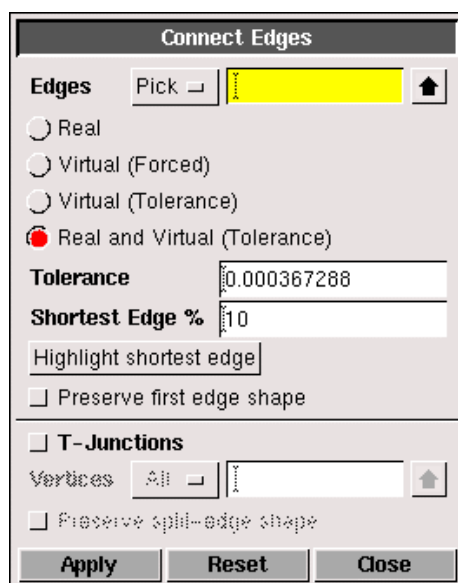 Connect Edges
Edges Pick
Real
Virtual (Forced)
Virtual (Tolerance)
Real and Virtual (Tolerance)
Tolerance 0.000367288
Shortest Edge % 10
Highlight shortest edge
Preserve first edge shape
T-Junctions
Vertices All
Preserve split-edge shape
Apply Reset Close